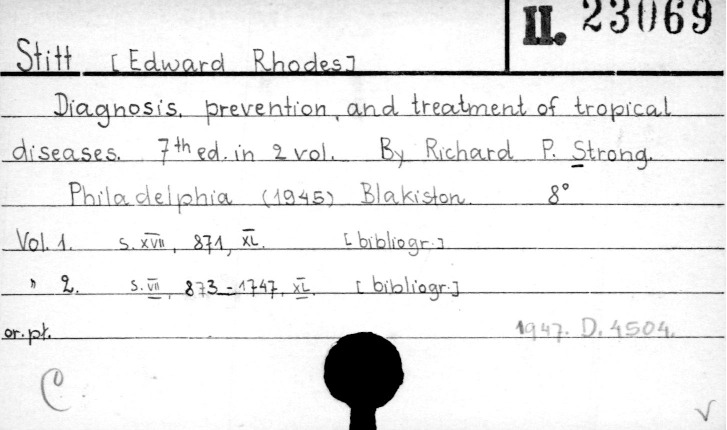 II. 23069
Stitt [Edward Rhodes]
Diagnosis, prevention, and treatment of tropical
diseases. 7th ed. in 2 vol. By Richard P. Strong.
Philadelphia (1945) Blakiston. 8°
Vol. 1. S. XVII, 871, XL. [bibliogr.]
" 2. S. VII, 873-1747, XL. [bibliogr.]
or. pt. 1947. D. 4504.
C
V